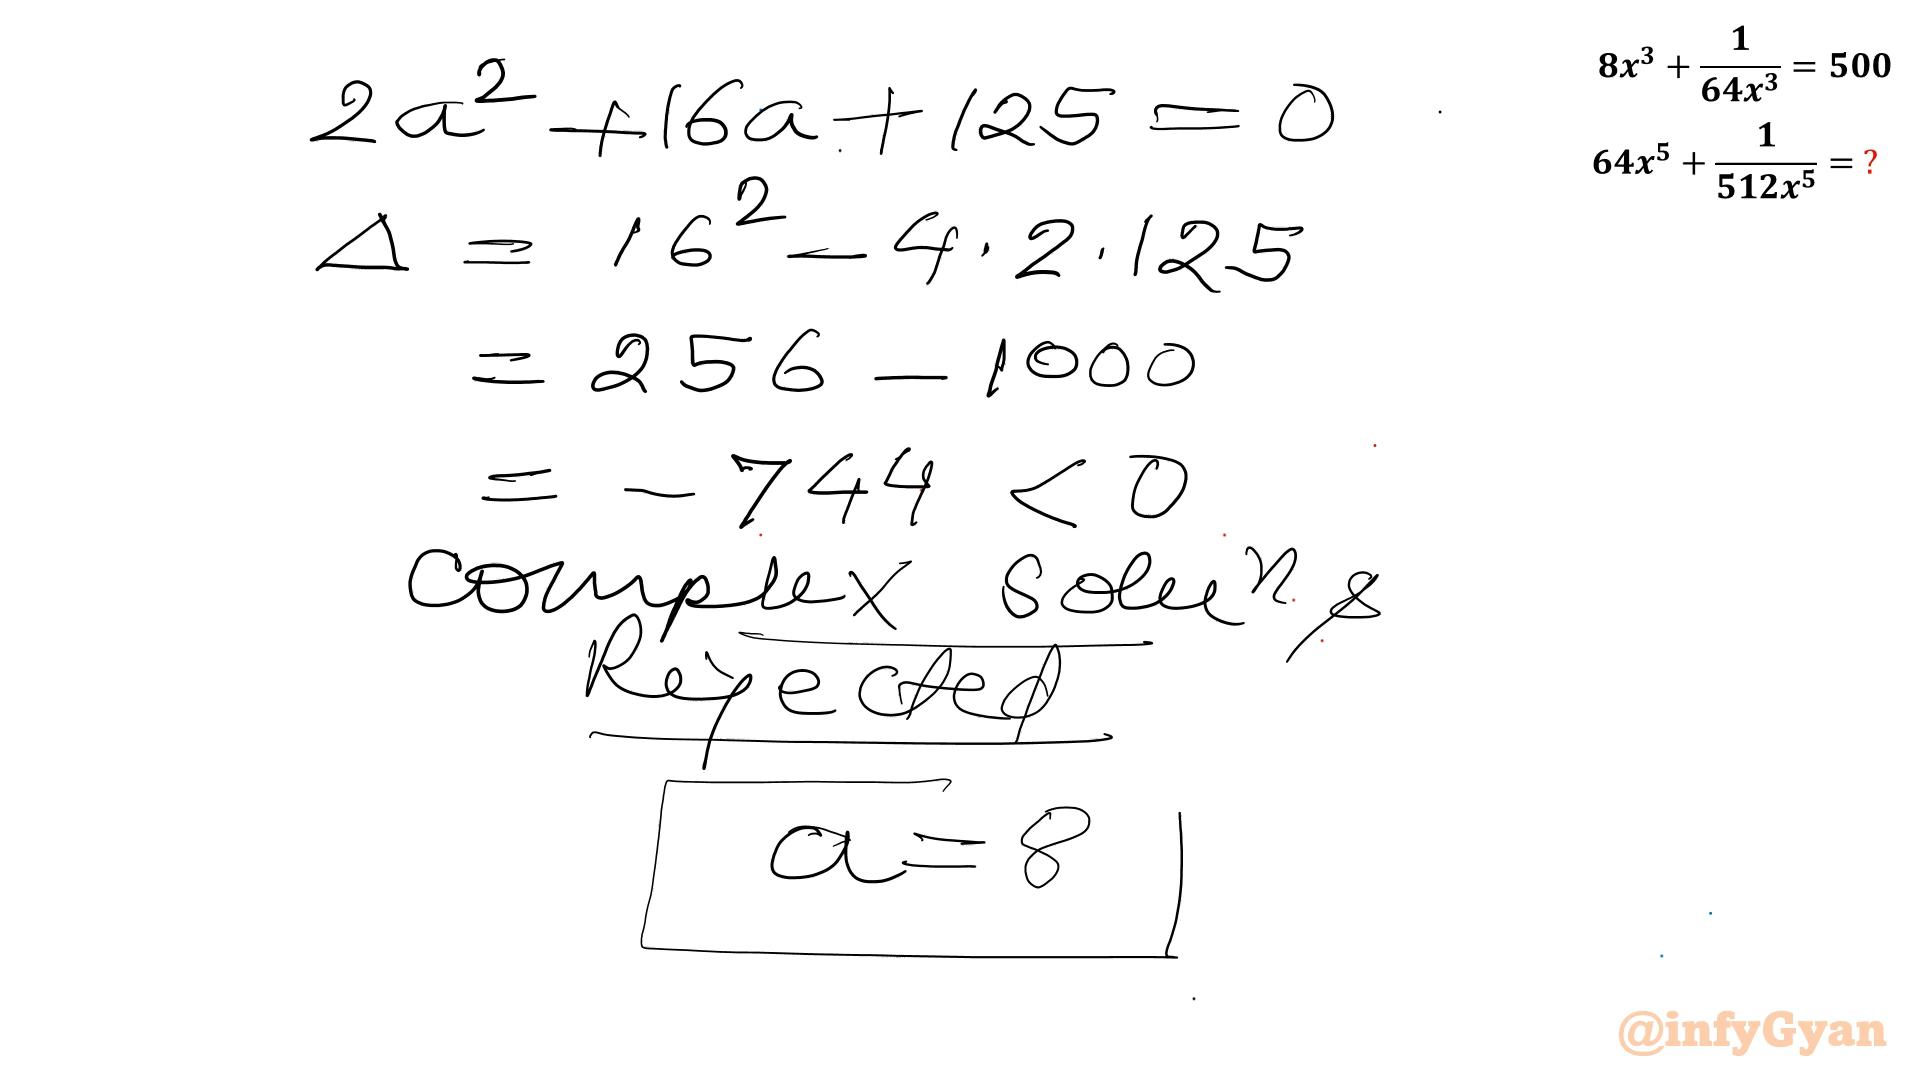 2a² + 16a + 125 = 0
Δ = 16² - 4 · 2 · 125
= 256 - 1000
= - 744 < 0
complex soluⁿs
Rejected
a = 8
8x³ + 1/64x³ = 500
64x⁵ + 1/512x⁵ = ?
@infyGyan